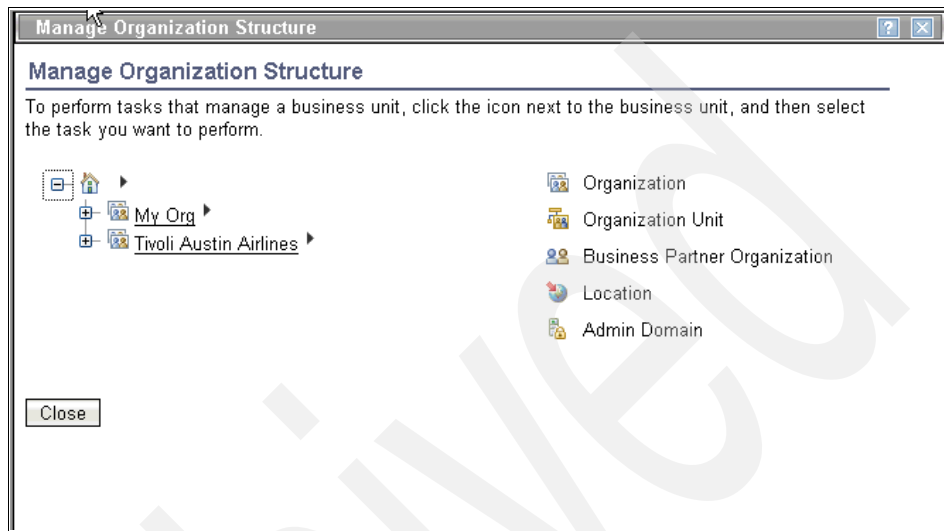 Manage Organization Structure
Manage Organization Structure
To perform tasks that manage a business unit, click the icon next to the business unit, and then select
the task you want to perform.
My Org
Tivoli Austin Airlines
Organization
Organization Unit
Business Partner Organization
Location
Admin Domain
Close